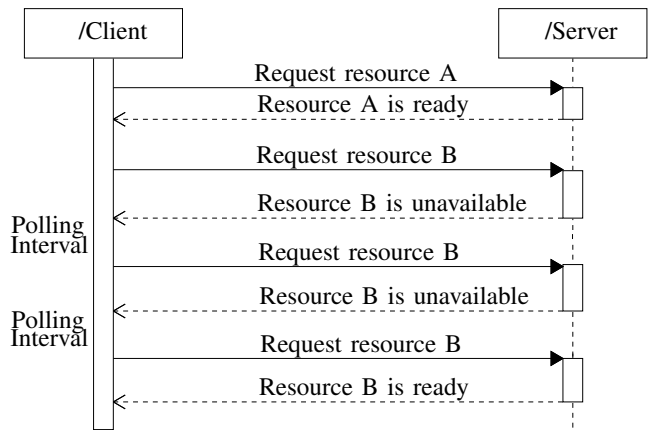 /Client
/Server
Request resource A
Resource A is ready
Request resource B
Resource B is unavailable
Polling
Interval
Request resource B
Resource B is unavailable
Polling
Interval
Request resource B
Resource B is ready